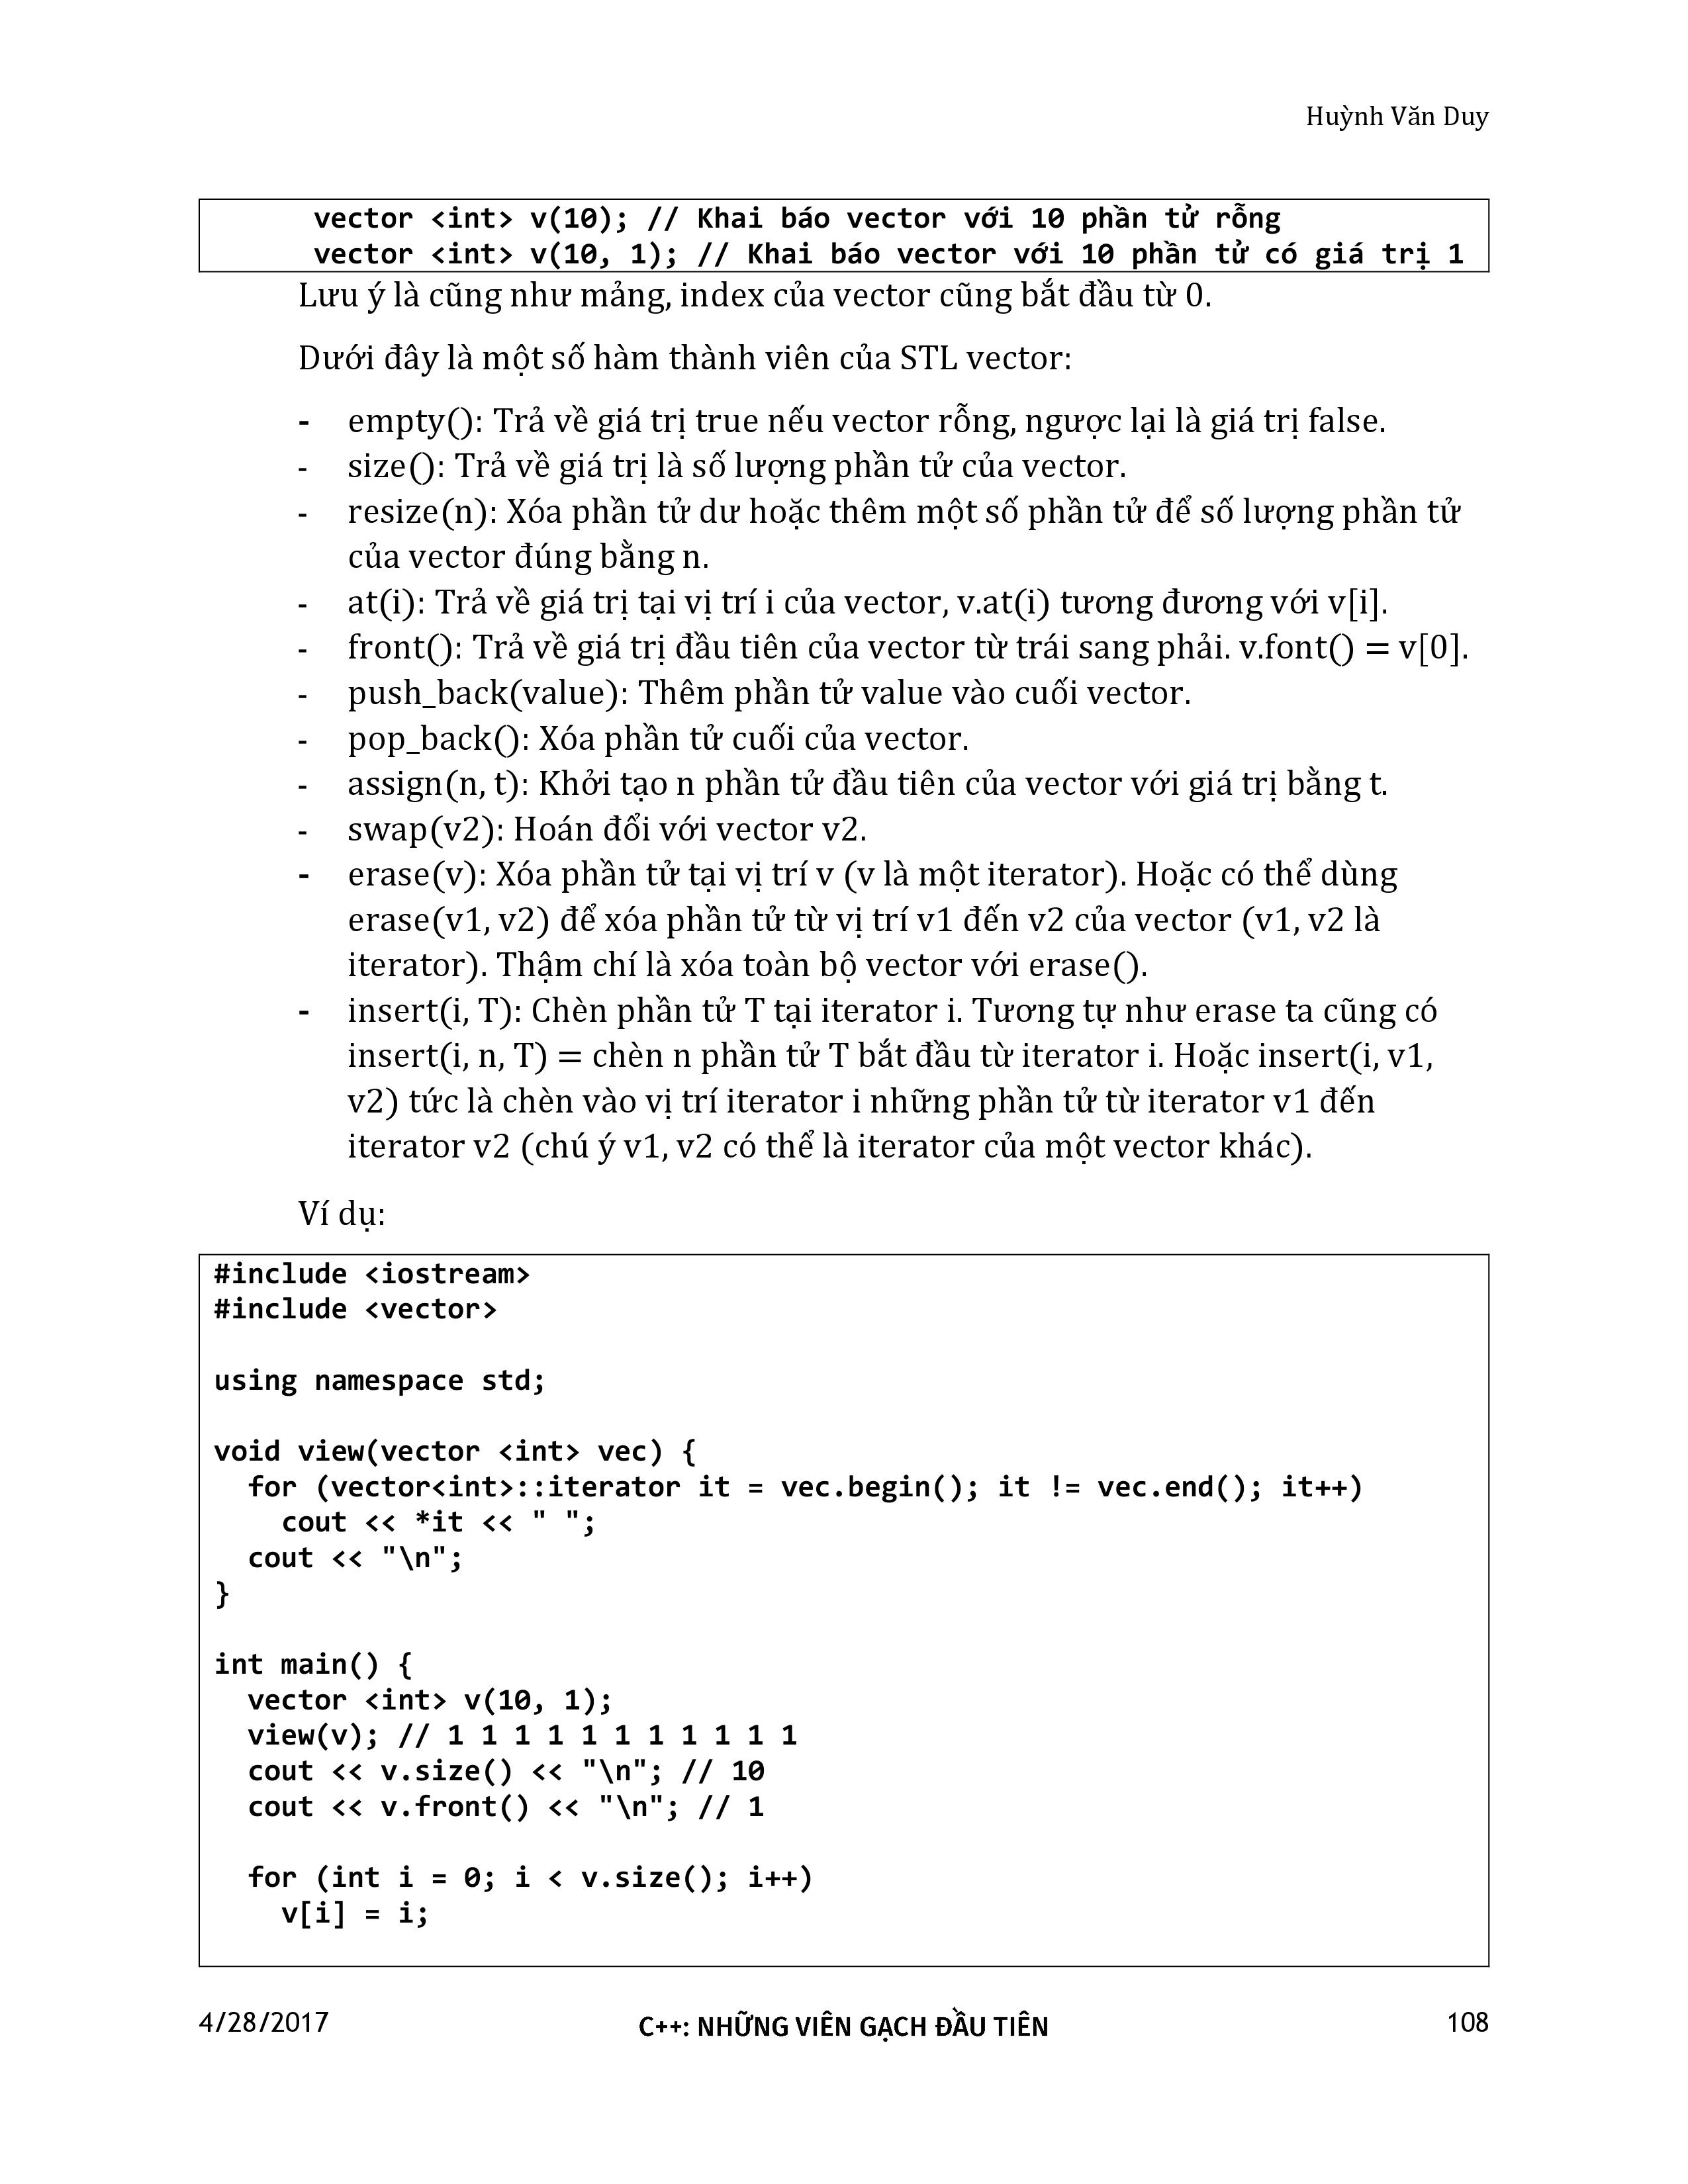 Huỳnh Văn Duy
vector <int> v(10); // Khai báo vector với 10 phần tử rỗng
vector <int> v(10, 1); // Khai báo vector với 10 phần tử có giá trị 1
Lưu ý là cũng như mảng, index của vector cũng bắt đầu từ 0.
Dưới đây là một số hàm thành viên của STL vector:
- empty(): Trả về giá trị true nếu vector rỗng, ngược lại là giá trị false.
- size(): Trả về giá trị là số lượng phần tử của vector.
- resize(n): Xóa phần tử dư hoặc thêm một số phần tử để số lượng phần tử
của vector đúng bằng n.
- at(i): Trả về giá trị tại vị trí i của vector, v.at(i) tương đương với v[i].
- front(): Trả về giá trị đầu tiên của vector từ trái sang phải. v.font() = v[0].
- push_back(value): Thêm phần tử value vào cuối vector.
- pop_back(): Xóa phần tử cuối của vector.
- assign(n, t): Khởi tạo n phần tử đầu tiên của vector với giá trị bằng t.
- swap(v2): Hoán đổi với vector v2.
- erase(v): Xóa phần tử tại vị trí v (v là một iterator). Hoặc có thể dùng
erase(v1, v2) để xóa phần tử từ vị trí v1 đến v2 của vector (v1, v2 là
iterator). Thậm chí là xóa toàn bộ vector với erase().
- insert(i, T): Chèn phần tử T tại iterator i. Tương tự như erase ta cũng có
insert(i, n, T) = chèn n phần tử T bắt đầu từ iterator i. Hoặc insert(i, v1,
v2) tức là chèn vào vị trí iterator i những phần tử từ iterator v1 đến
iterator v2 (chú ý v1, v2 có thể là iterator của một vector khác).
Ví dụ:
#include <iostream>
#include <vector>
using namespace std;
void view(vector <int> vec) {
for (vector<int>::iterator it = vec.begin(); it != vec.end(); it++)
cout << *it << " ";
cout << "\n";
}
int main() {
vector <int> v(10, 1);
view(v); // 1 1 1 1 1 1 1 1 1 1 1
cout << v.size() << "\n"; // 10
cout << v.front() << "\n"; // 1
for (int i = 0; i < v.size(); i++)
v[i] = i;
4/28/2017
C++: NHỮNG VIÊN GẠCH ĐẦU TIÊN
108